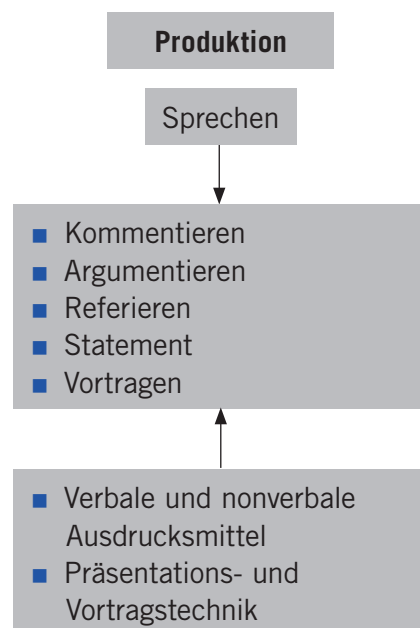 Produktion
Sprechen
■ Kommentieren
■ Argumentieren
■ Referieren
■ Statement
■ Vortragen
■ Verbale und nonverbale
Ausdrucksmittel
■ Präsentations- und
Vortragstechnik